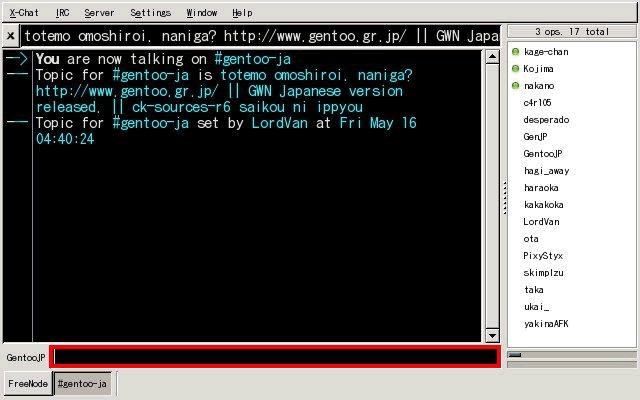 X-Chat IRC Server Settings Window Help
x totemo omoshiroi, naniga? http://www.gentoo.gr.jp/ || GWN Japa
3 ops, 17 total
--> You are now talking on #gentoo-ja
--- Topic for #gentoo-ja is totemo omoshiroi, naniga?
http://www.gentoo.gr.jp/ || GWN Japanese version
released, || ck-sources-r6 saikou ni ippyou
--- Topic for #gentoo-ja set by LordVan at Fri May 16
04:40:24
kage-chan
Kojima
nakano
c4r105
desperado
GenJP
GentooJP
hagi_away
haraoka
kakakoka
LordVan
ota
PixyStyx
skimpIzu
taka
ukai_
yakinaAFK
GentooJP
FreeNode #gentoo-ja